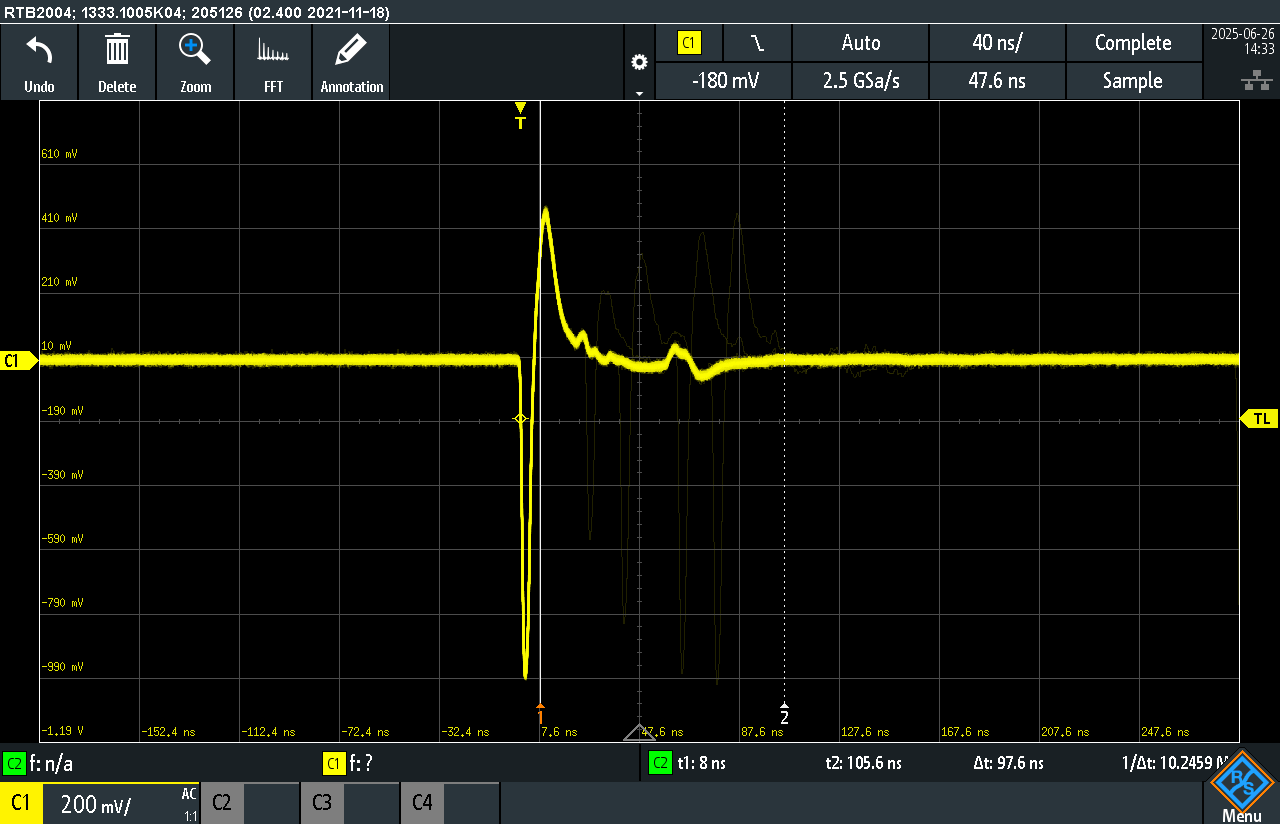 RTB2004; 1333.1005K04; 205126 (02.400 2021-11-18)
Undo
Delete
Zoom
FFT
Annotation
C1
Auto
40 ns/
Complete
2025-06-26
14:33
-180 mV
2.5 GSa/s
47.6 ns
Sample
T
610 mV
410 mV
210 mV
10 mV
C1
-190 mV
TL
-390 mV
-590 mV
-790 mV
-990 mV
-1.19 V
-152.4 ns
-112.4 ns
-72.4 ns
-32.4 ns
1
7.6 ns
47.6 ns
2
87.6 ns
127.6 ns
167.6 ns
207.6 ns
247.6 ns
C2 f: n/a
C1 f: ?
C2 t1: 8 ns
t2: 105.6 ns
Δt: 97.6 ns
1/Δt: 10.2459 M
C1
200 mV/
AC
1:1
C2
C3
C4
R&S
Menu